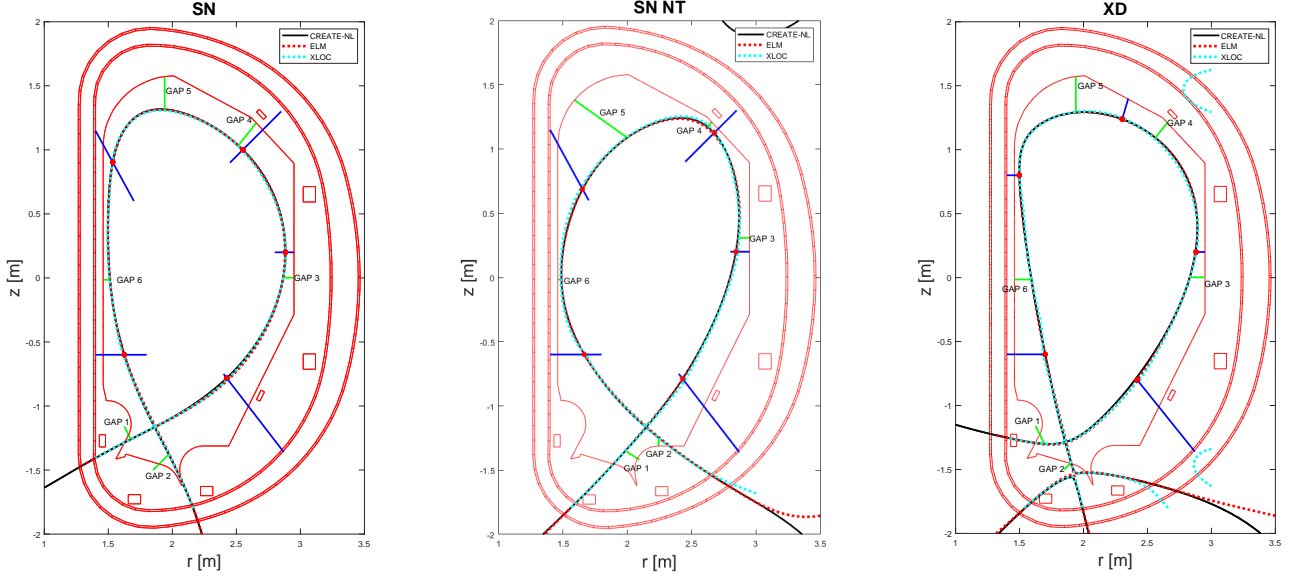 SN
CREATE-NL
ELM
XLOC
GAP 5
GAP 4
GAP 3
GAP 6
GAP 1
GAP 2
2
1.5
1
0.5
0
-0.5
-1
-1.5
-2
z [m]
1
1.5
2
2.5
3
3.5
r [m]
SN NT
CREATE-NL
ELM
XLOC
GAP 5
GAP 4
GAP 3
GAP 6
GAP 2
GAP 1
2
1.5
1
0.5
0
-0.5
-1
-1.5
-2
z [m]
1
1.5
2
2.5
3
3.5
r [m]
XD
CREATE-NL
ELM
XLOC
GAP 5
GAP 4
GAP 3
GAP 6
GAP 1
GAP 2
2
1.5
1
0.5
0
-0.5
-1
-1.5
-2
z [m]
1
1.5
2
2.5
3
3.5
r [m]